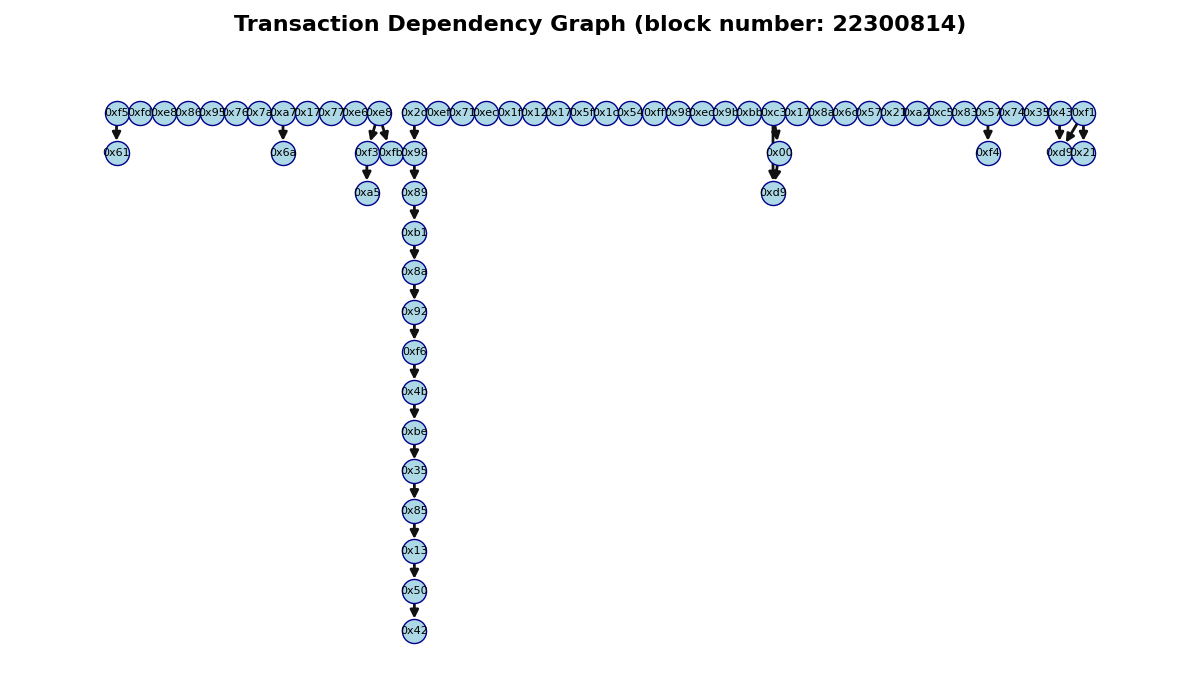 Transaction Dependency Graph (block number: 22300814)
0xf5 0xfd 0xe8 0x86 0x95 0x76 0x7a 0xa7 0x17 0x77 0xe6 0xe8 0x2d 0xef 0x71 0xec 0x1f 0x12 0x17 0x5f 0x1d 0x54 0xff 0x98 0xed 0x9b 0xbb 0xc3 0x17 0x8a 0x6d 0x57 0x21 0xa2 0xc5 0x83 0x57 0x74 0x35 0x43 0xf1
0x61 0x6a 0xf3 0xfb 0x98 0x00 0xf4 0xd9 0x21
0xa5 0x89 0xd9
0xb1
0x8a
0x92
0xf6
0x4b
0xbe
0x35
0x85
0x13
0x50
0x42